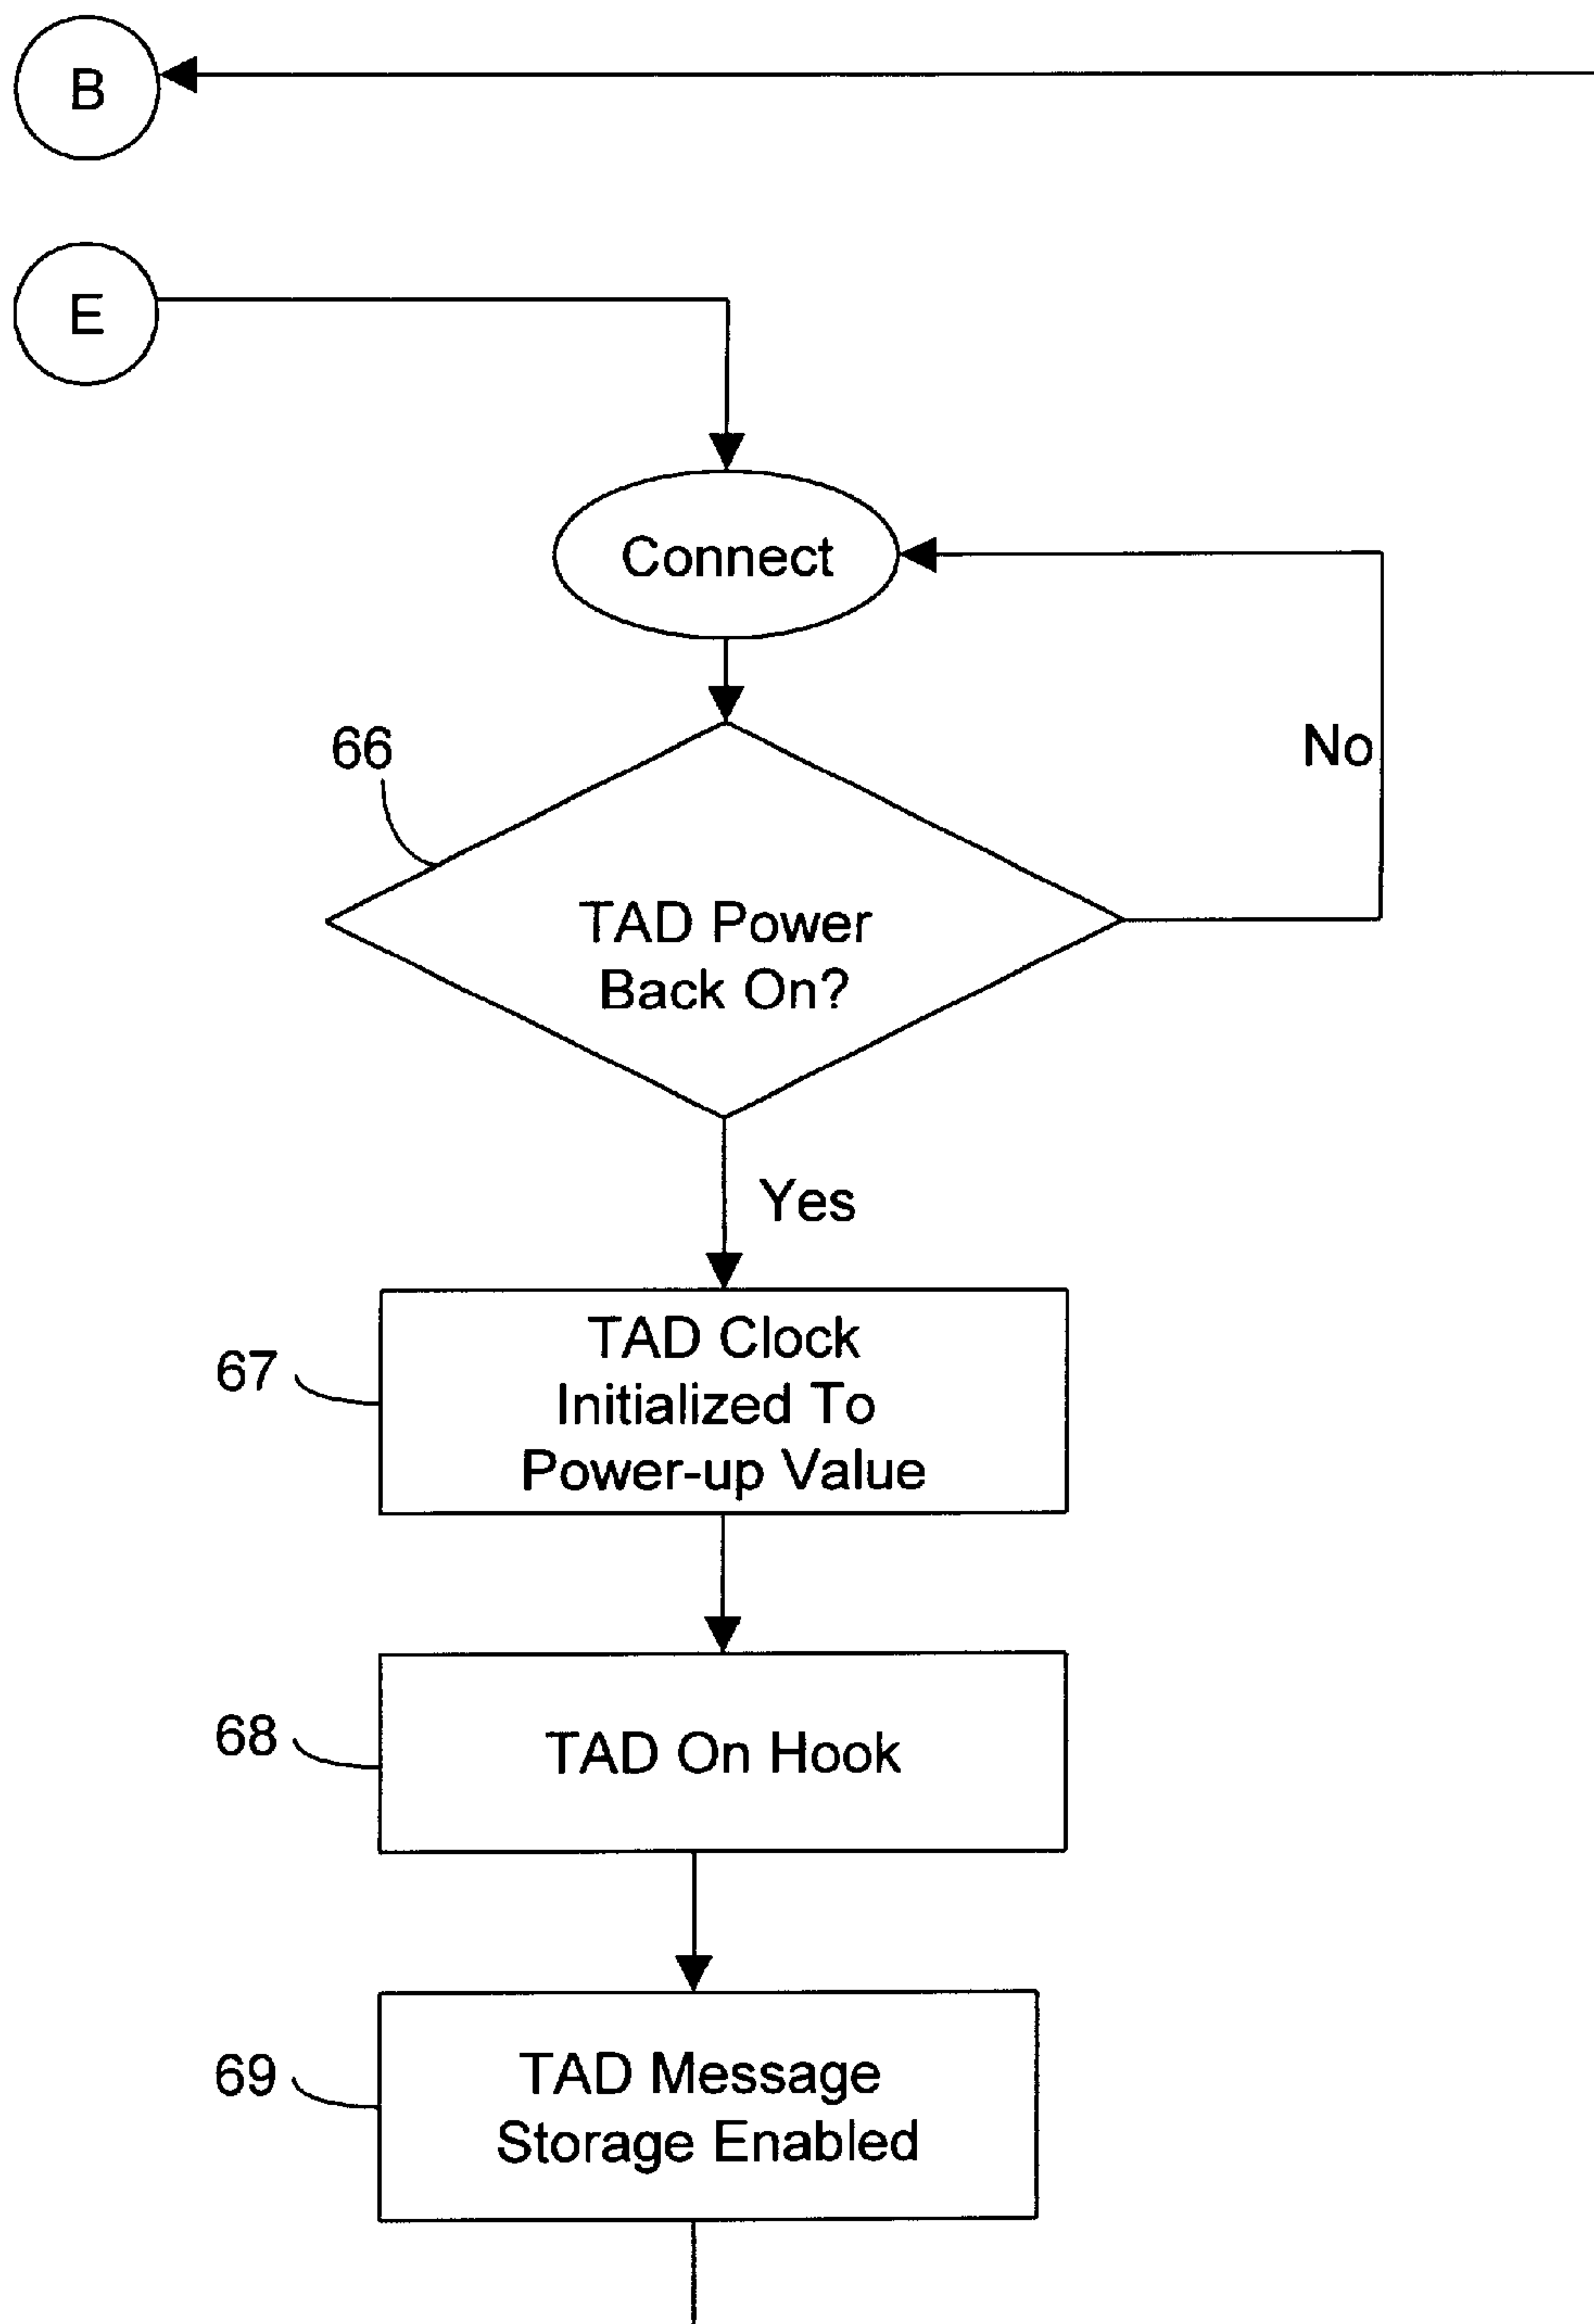 B
E
Connect
66
No
TAD Power
Back On?
Yes
67
TAD Clock
Initialized To
Power-up Value
68
TAD On Hook
69
TAD Message
Storage Enabled